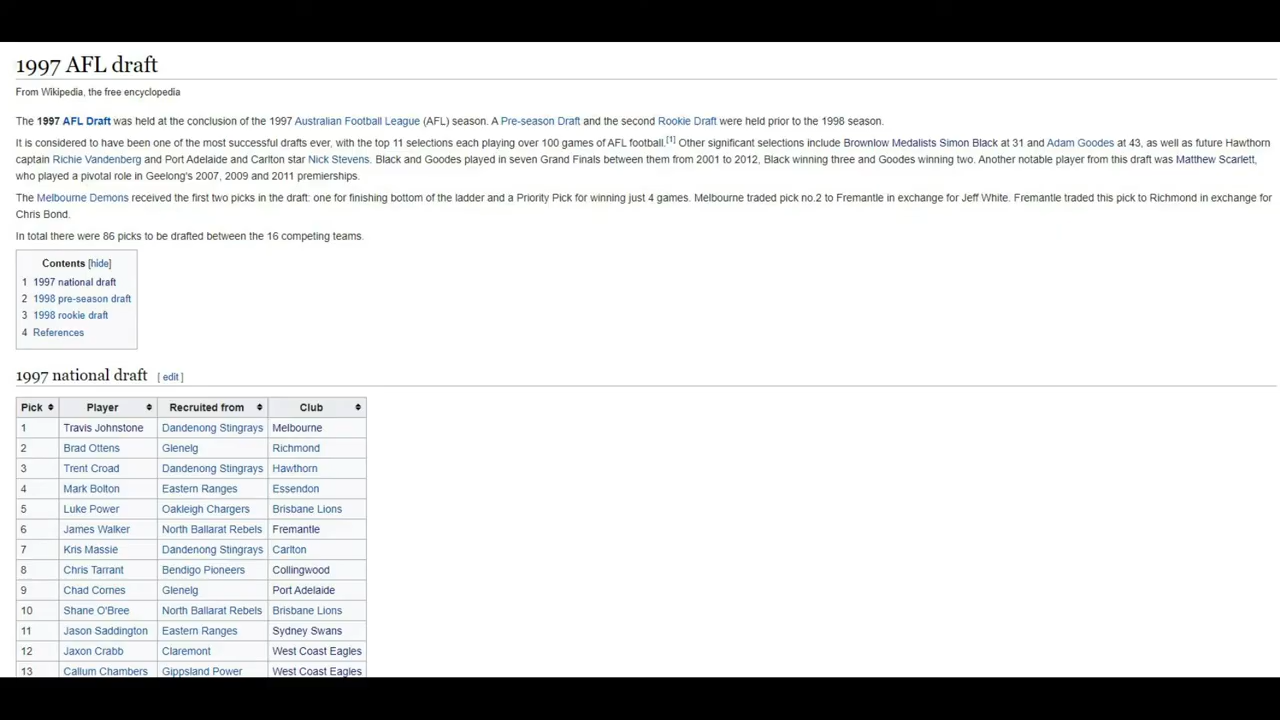 1997 AFL draft
From Wikipedia, the free encyclopedia
The 1997 AFL Draft was held at the conclusion of the 1997 Australian Football League (AFL) season. A Pre-season Draft and the second Rookie Draft were held prior to the 1998 season.
It is considered to have been one of the most successful drafts ever, with the top 11 selections each playing over 100 games of AFL football.[1] Other significant selections include Brownlow Medalists Simon Black at 31 and Adam Goodes at 43, as well as future Hawthorn
captain Richie Vandenberg and Port Adelaide and Carlton star Nick Stevens. Black and Goodes played in seven Grand Finals between them from 2001 to 2012, Black winning three and Goodes winning two. Another notable player from this draft was Matthew Scarlett,
who played a pivotal role in Geelong's 2007, 2009 and 2011 premierships.
The Melbourne Demons received the first two picks in the draft: one for finishing bottom of the ladder and a Priority Pick for winning just 4 games. Melbourne traded pick no.2 to Fremantle in exchange for Jeff White. Fremantle traded this pick to Richmond in exchange for
Chris Bond.
In total there were 86 picks to be drafted between the 16 competing teams.
Contents [hide]
1 1997 national draft
2 1998 pre-season draft
3 1998 rookie draft
4 References
1997 national draft [ edit ]
Pick Player Recruited from Club
1 Travis Johnstone Dandenong Stingrays Melbourne
2 Brad Ottens Glenelg Richmond
3 Trent Croad Dandenong Stingrays Hawthorn
4 Mark Bolton Eastern Ranges Essendon
5 Luke Power Oakleigh Chargers Brisbane Lions
6 James Walker North Ballarat Rebels Fremantle
7 Kris Massie Dandenong Stingrays Carlton
8 Chris Tarrant Bendigo Pioneers Collingwood
9 Chad Cornes Glenelg Port Adelaide
10 Shane O'Bree North Ballarat Rebels Brisbane Lions
11 Jason Saddington Eastern Ranges Sydney Swans
12 Jaxon Crabb Claremont West Coast Eagles
13 Callum Chambers Gippsland Power West Coast Eagles